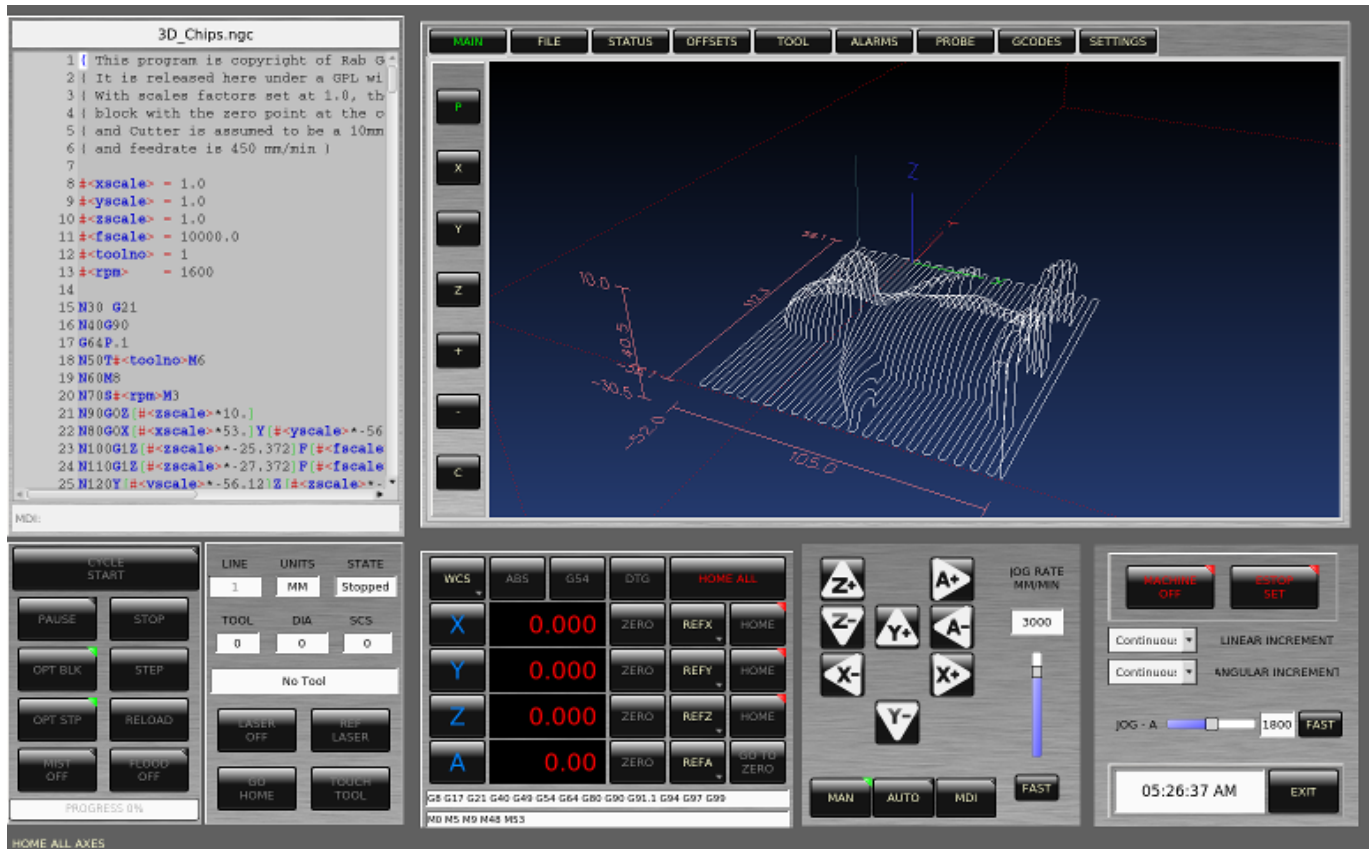 3D_Chips.ngc
1 ( This program is copyright of Rab G
2 ( It is released here under a GPL wi
3 ( With scales factors set at 1.0, th
4 ( block with the zero point at the c
5 ( and Cutter is assumed to be a 10mm
6 ( and feedrate is 450 mm/min )
7
8 #<xscale> = 1.0
9 #<yscale> = 1.0
10 #<zscale> = 1.0
11 #<fscale> = 10000.0
12 #<toolno> = 1
13 #<rpm>    = 1600
14
15 N30 G21
16 N40G90
17 G64P.1
18 N50T#<toolno>M6
19 N60M8
20 N70S#<rpm>M3
21 N90G0Z[#<zscale>*10.]
22 N80G0X[#<xscale>*53.]Y[#<yscale>*-56
23 N100G1Z[#<zscale>*-25.372]F[#<fscale
24 N110G1Z[#<zscale>*-27.372]F[#<fscale
25 N120Y[#<yscale>*-56.12]Z[#<zscale>*-
MDI:
MAIN FILE STATUS OFFSETS TOOL ALARMS PROBE GCODES SETTINGS
P
X
Y
Z
+
-
C
Z
10.0
40.5
-30.5
-52.0
105.0
112.3
CYCLE
START
PAUSE STOP
OPT BLK STEP
OPT STP RELOAD
MIST
OFF
FLOOD
OFF
PROGRESS 0%
LINE UNITS STATE
1 MM Stopped
TOOL DIA SCS
0 0 0
No Tool
LASER
OFF
REF
LASER
GO
HOME
TOUCH
TOOL
WCS ABS G54 DTG HOME ALL
X 0.000 ZERO REFX HOME
Y 0.000 ZERO REFY HOME
Z 0.000 ZERO REFZ HOME
A 0.00 ZERO REFA GO TO
ZERO
G8 G17 G21 G40 G49 G54 G64 G80 G90 G91.1 G94 G97 G99
M0 M5 M9 M48 M53
Z+ A+
Z- Y+ A-
X- X+
Y-
JOG RATE
MM/MIN
3000
FAST
MAN AUTO MDI
MACHINE
OFF
ESTOP
SET
Continuou: LINEAR INCREMENT
Continuou: ANGULAR INCREMENT
JOG - A 1800 FAST
05:26:37 AM EXIT
HOME ALL AXES